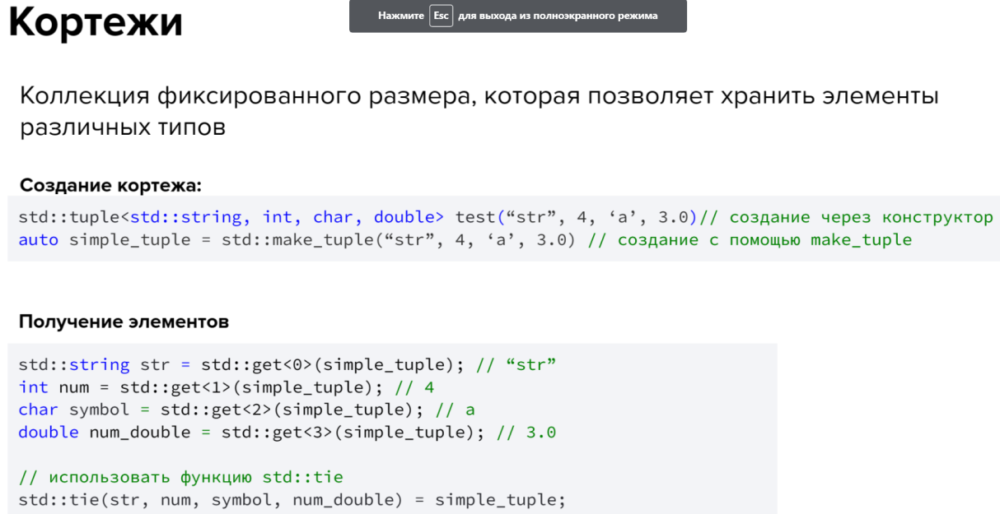 Кортежи
Нажмите Esc для выхода из полноэкранного режима
Коллекция фиксированного размера, которая позволяет хранить элементы
различных типов
Создание кортежа:
std::tuple<std::string, int, char, double> test(“str”, 4, ‘a’, 3.0)// создание через конструктор
auto simple_tuple = std::make_tuple(“str”, 4, ‘a’, 3.0) // создание с помощью make_tuple
Получение элементов
std::string str = std::get<0>(simple_tuple); // “str”
int num = std::get<1>(simple_tuple); // 4
char symbol = std::get<2>(simple_tuple); // a
double num_double = std::get<3>(simple_tuple); // 3.0
// использовать функцию std::tie
std::tie(str, num, symbol, num_double) = simple_tuple;